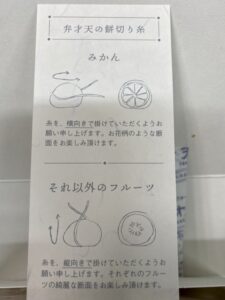 弁才天の餅切り糸
みかん
糸を、横向きで掛けていただくようお
願い申し上げます。お花柄のような断
面をお楽しみ頂けます。
それ以外のフルーツ
糸を、縦向きで掛けていただくようお
願い申し上げます。それぞれのフルー
ツの綺麗な断面をお楽しみ頂けます。